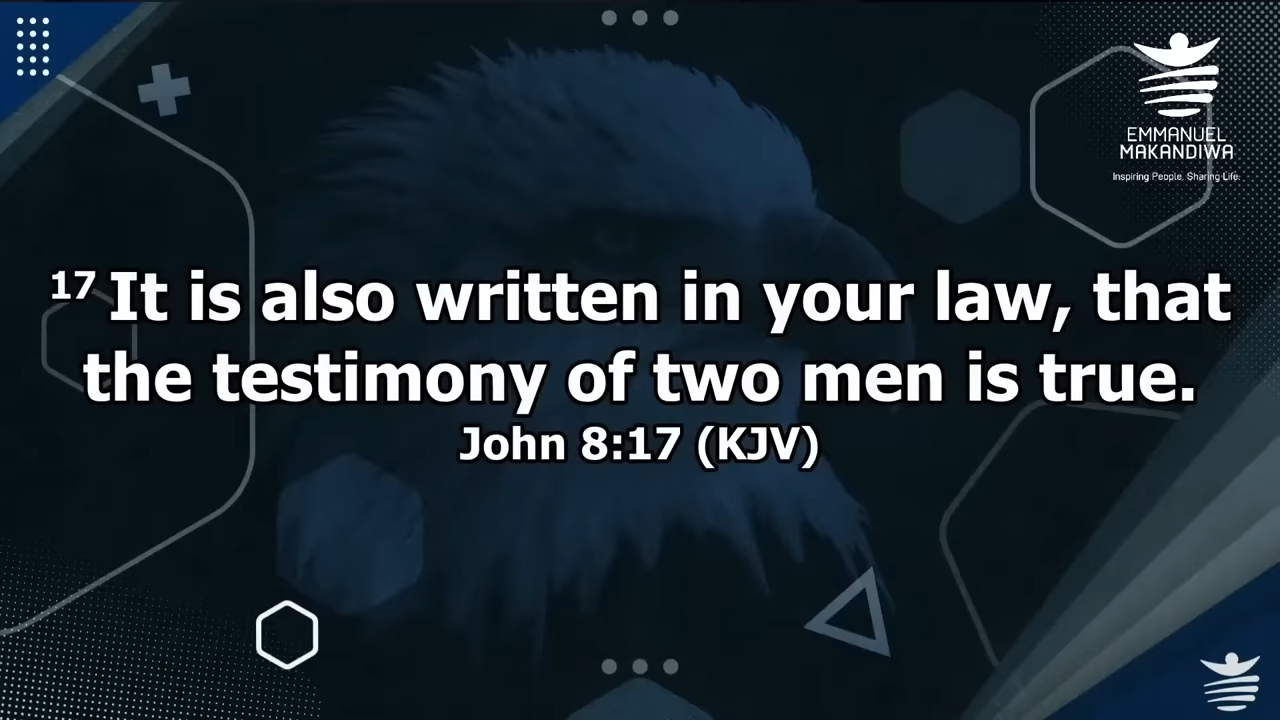 EMMANUEL
MAKANDIWA
Inspiring People. Sharing Life.
17 It is also written in your law, that
the testimony of two men is true.
John 8:17 (KJV)